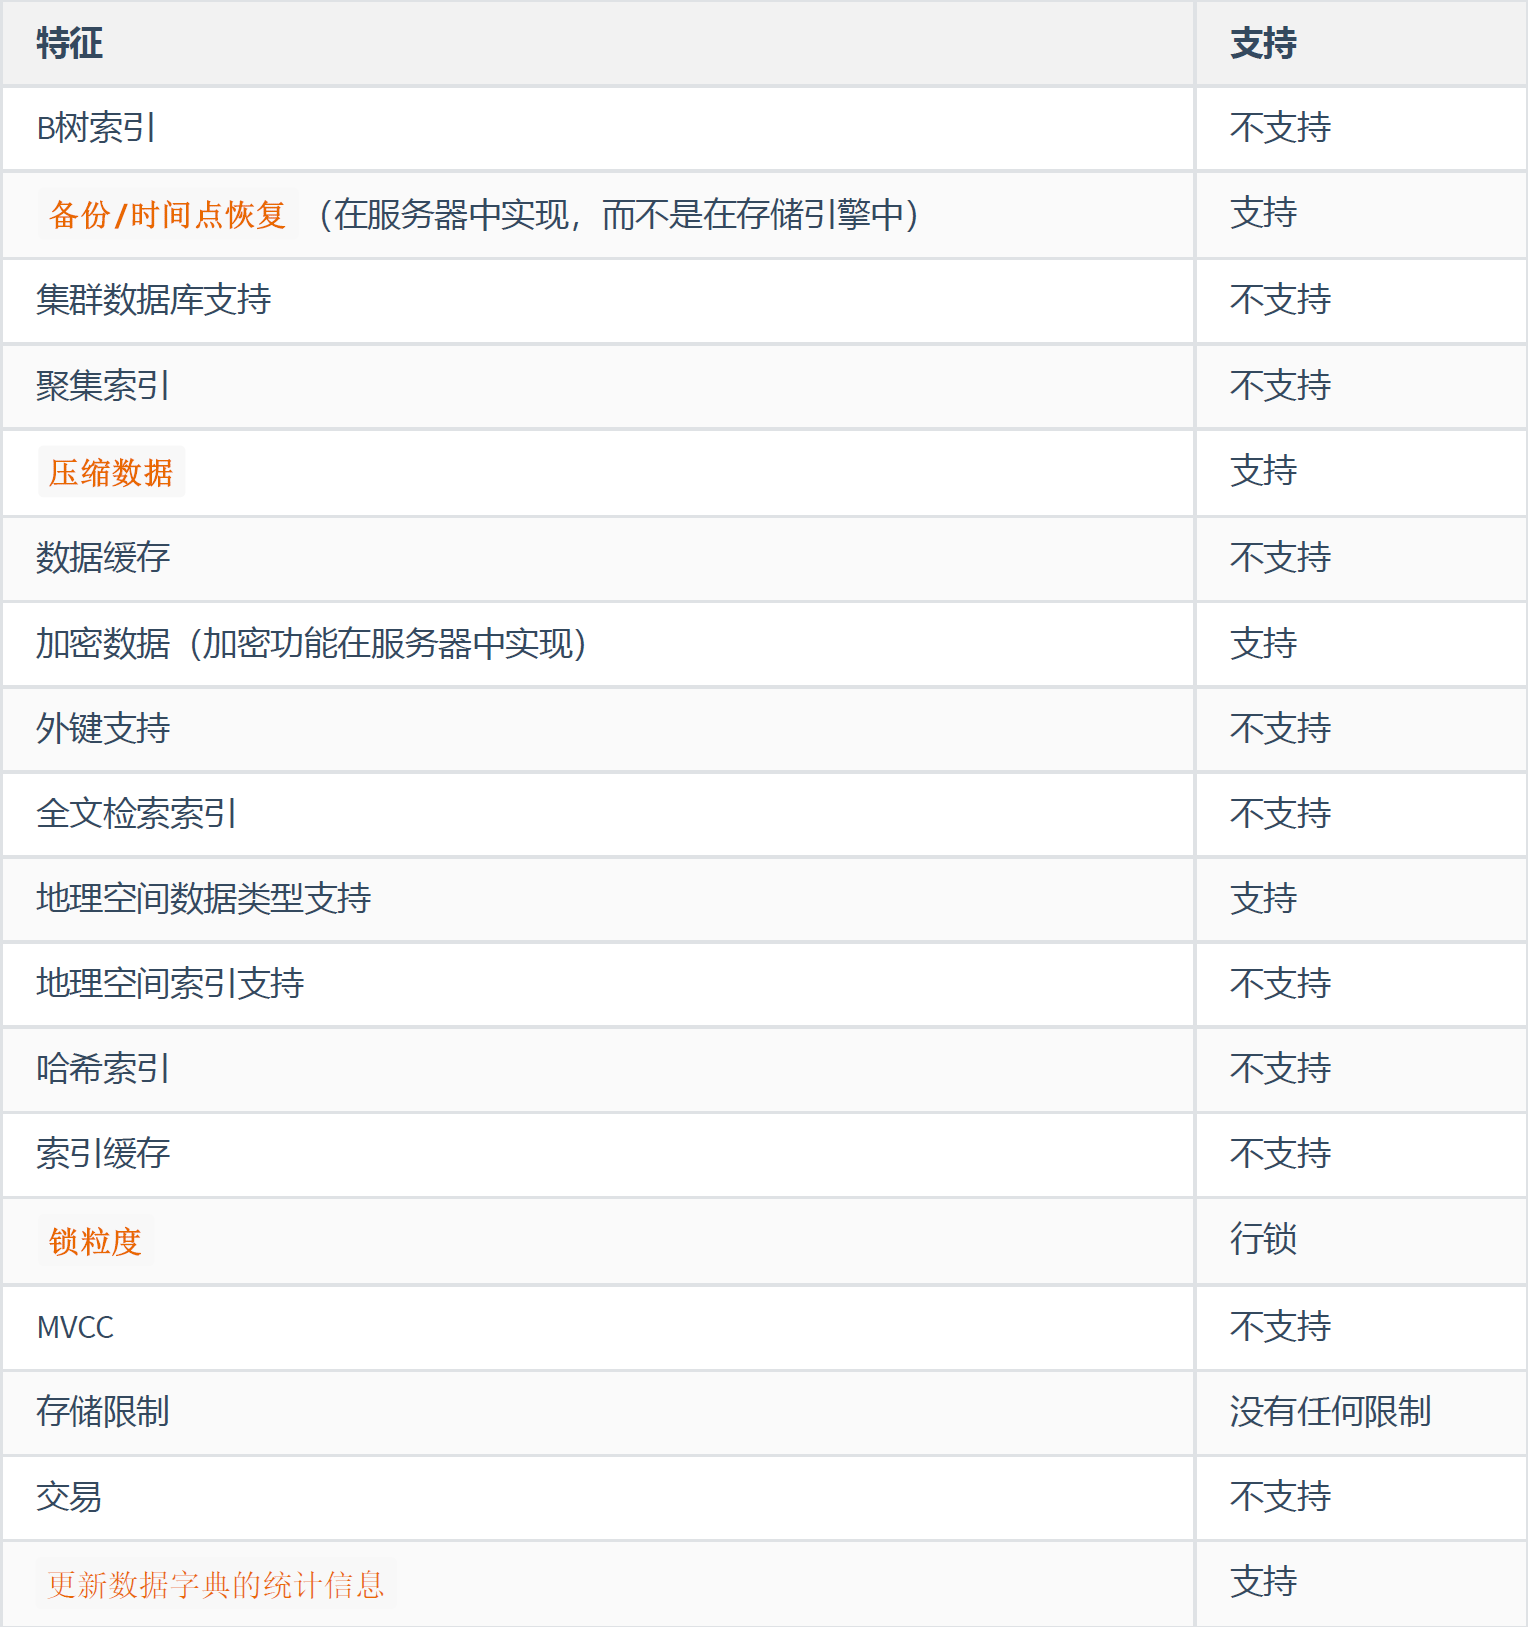 特征 支持
B树索引 不支持
备份/时间点恢复 （在服务器中实现，而不是在存储引擎中） 支持
集群数据库支持 不支持
聚集索引 不支持
压缩数据 支持
数据缓存 不支持
加密数据（加密功能在服务器中实现） 支持
外键支持 不支持
全文检索索引 不支持
地理空间数据类型支持 支持
地理空间索引支持 不支持
哈希索引 不支持
索引缓存 不支持
锁粒度 行锁
MVCC 不支持
存储限制 没有任何限制
交易 不支持
更新数据字典的统计信息 支持